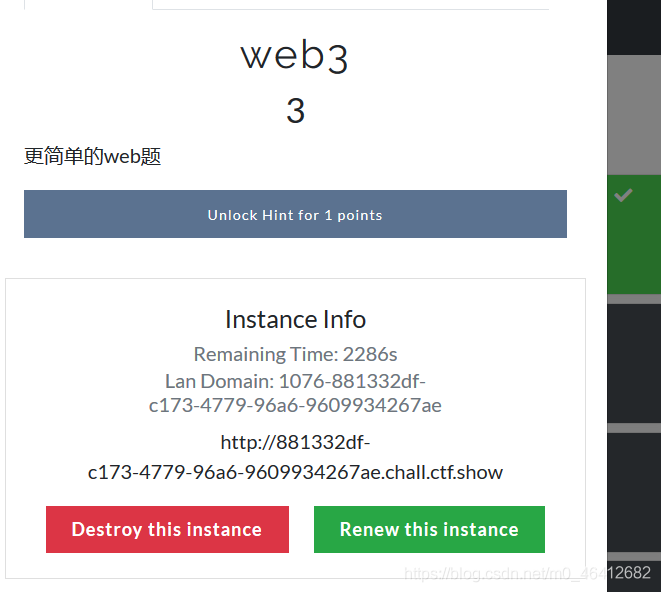 web3
3
更简单的web题
Unlock Hint for 1 points
Instance Info
Remaining Time: 2286s
Lan Domain: 1076-881332df-
c173-4779-96a6-9609934267ae
http://881332df-
c173-4779-96a6-9609934267ae.chall.ctf.show
Destroy this instance
Renew this instance
https://blog.csdn.net/m0_46412682